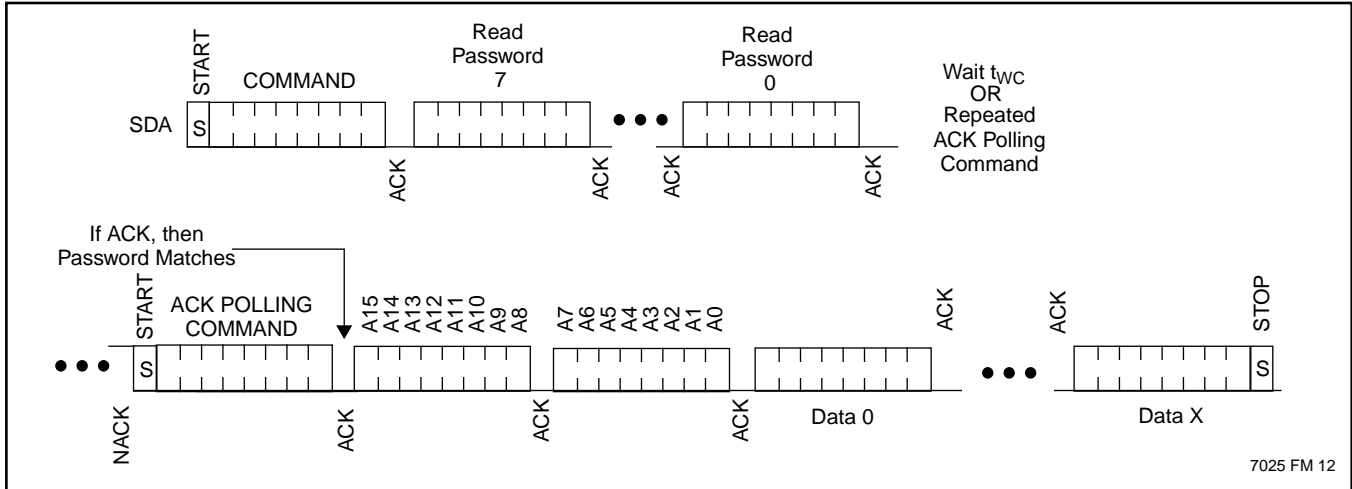 START
COMMAND
Read
Password
7
Read
Password
0
Wait tWC
OR
Repeated
ACK Polling
Command
SDA
S
ACK
ACK
ACK
ACK
If ACK, then
Password Matches
START
ACK POLLING
COMMAND
A15
A14
A13
A12
A11
A10
A9
A8
A7
A6
A5
A4
A3
A2
A1
A0
ACK
ACK
STOP
S
S
NACK
ACK
ACK
ACK
Data 0
Data X
7025 FM 12